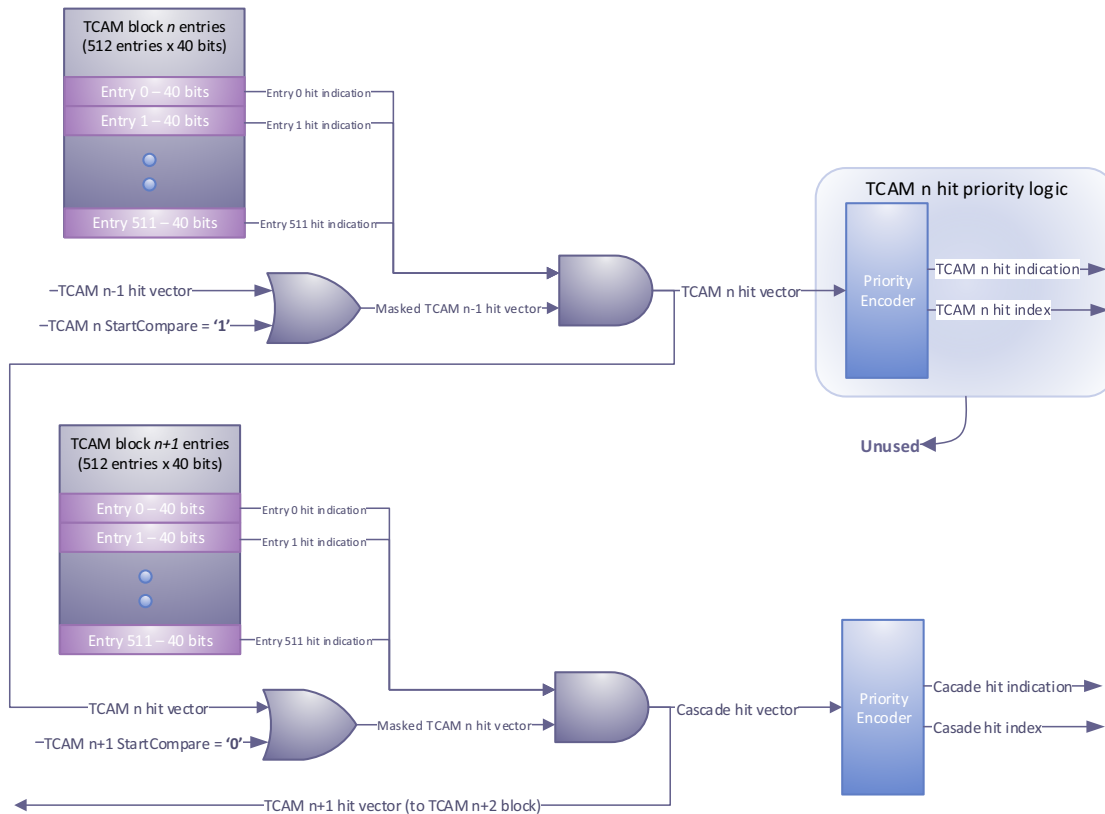 TCAM block n entries
(512 entries x 40 bits)
Entry 0 – 40 bits
Entry 0 hit indication
Entry 1 – 40 bits
Entry 1 hit indication
Entry 511 – 40 bits
Entry 511 hit indication
TCAM n-1 hit vector
TCAM n StartCompare = ‘1’
Masked TCAM n-1 hit vector
TCAM n hit vector
TCAM n hit priority logic
Priority
Encoder
TCAM n hit indication
TCAM n hit index
Unused
TCAM block n+1 entries
(512 entries x 40 bits)
Entry 0 – 40 bits
Entry 0 hit indication
Entry 1 – 40 bits
Entry 1 hit indication
Entry 511 – 40 bits
Entry 511 hit indication
TCAM n hit vector
TCAM n+1 StartCompare = ‘0’
Masked TCAM n hit vector
Cascade hit vector
Priority
Encoder
Cacade hit indication
Casade hit index
TCAM n+1 hit vector (to TCAM n+2 block)